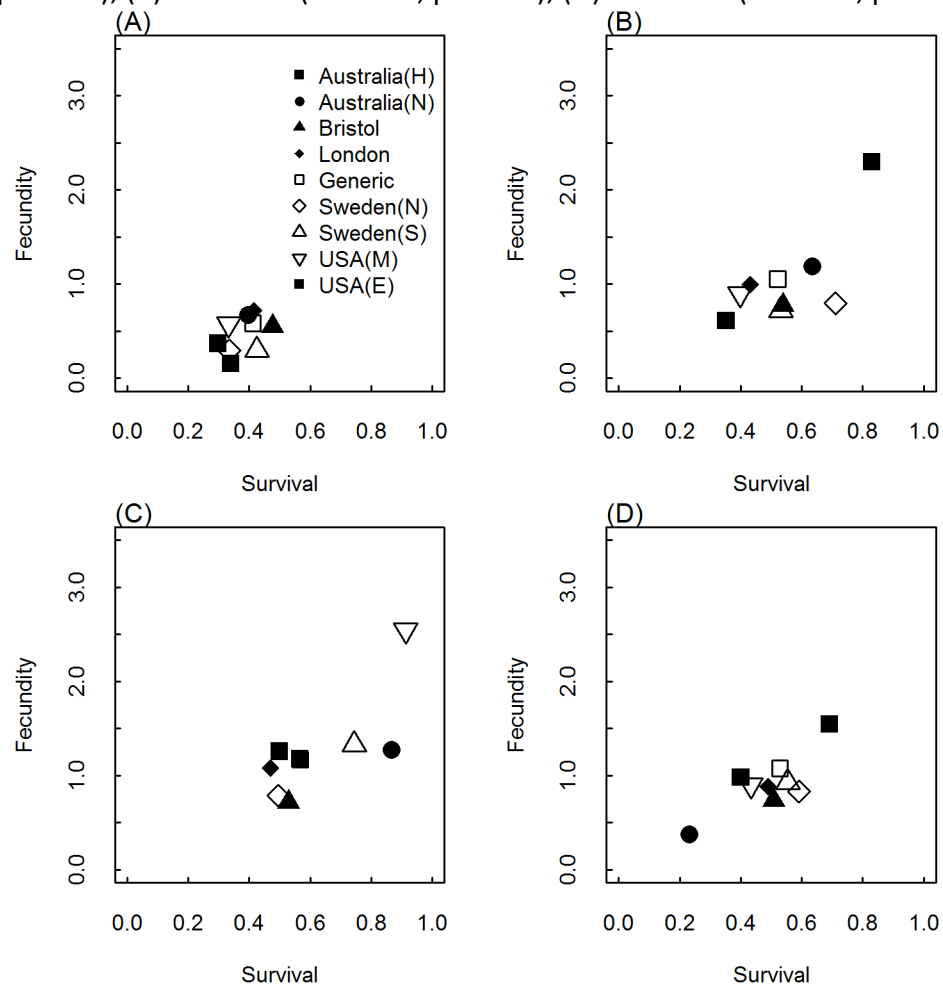 (A)
Fecundity
3.0
2.0
1.0
0.0
Australia(H)
Australia(N)
Bristol
London
Generic
Sweden(N)
Sweden(S)
USA(M)
USA(E)
0.0 0.2 0.4 0.6 0.8 1.0
Survival
(B)
Fecundity
3.0
2.0
1.0
0.0
0.0 0.2 0.4 0.6 0.8 1.0
Survival
(C)
Fecundity
3.0
2.0
1.0
0.0
0.0 0.2 0.4 0.6 0.8 1.0
Survival
(D)
Fecundity
3.0
2.0
1.0
0.0
0.0 0.2 0.4 0.6 0.8 1.0
Survival